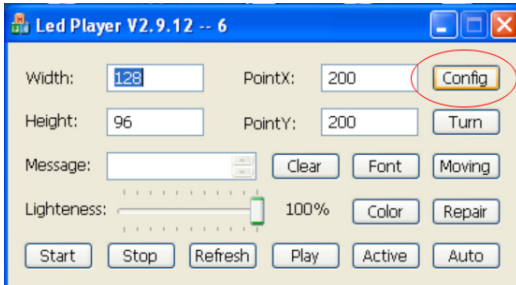 Led Player V2.9.12 -- 6
Width: 128 PointX: 200 Config
Height: 96 PointY: 200 Turn
Message: Clear Font Moving
Lighteness: 100% Color Repair
Start Stop Refresh Play Active Auto